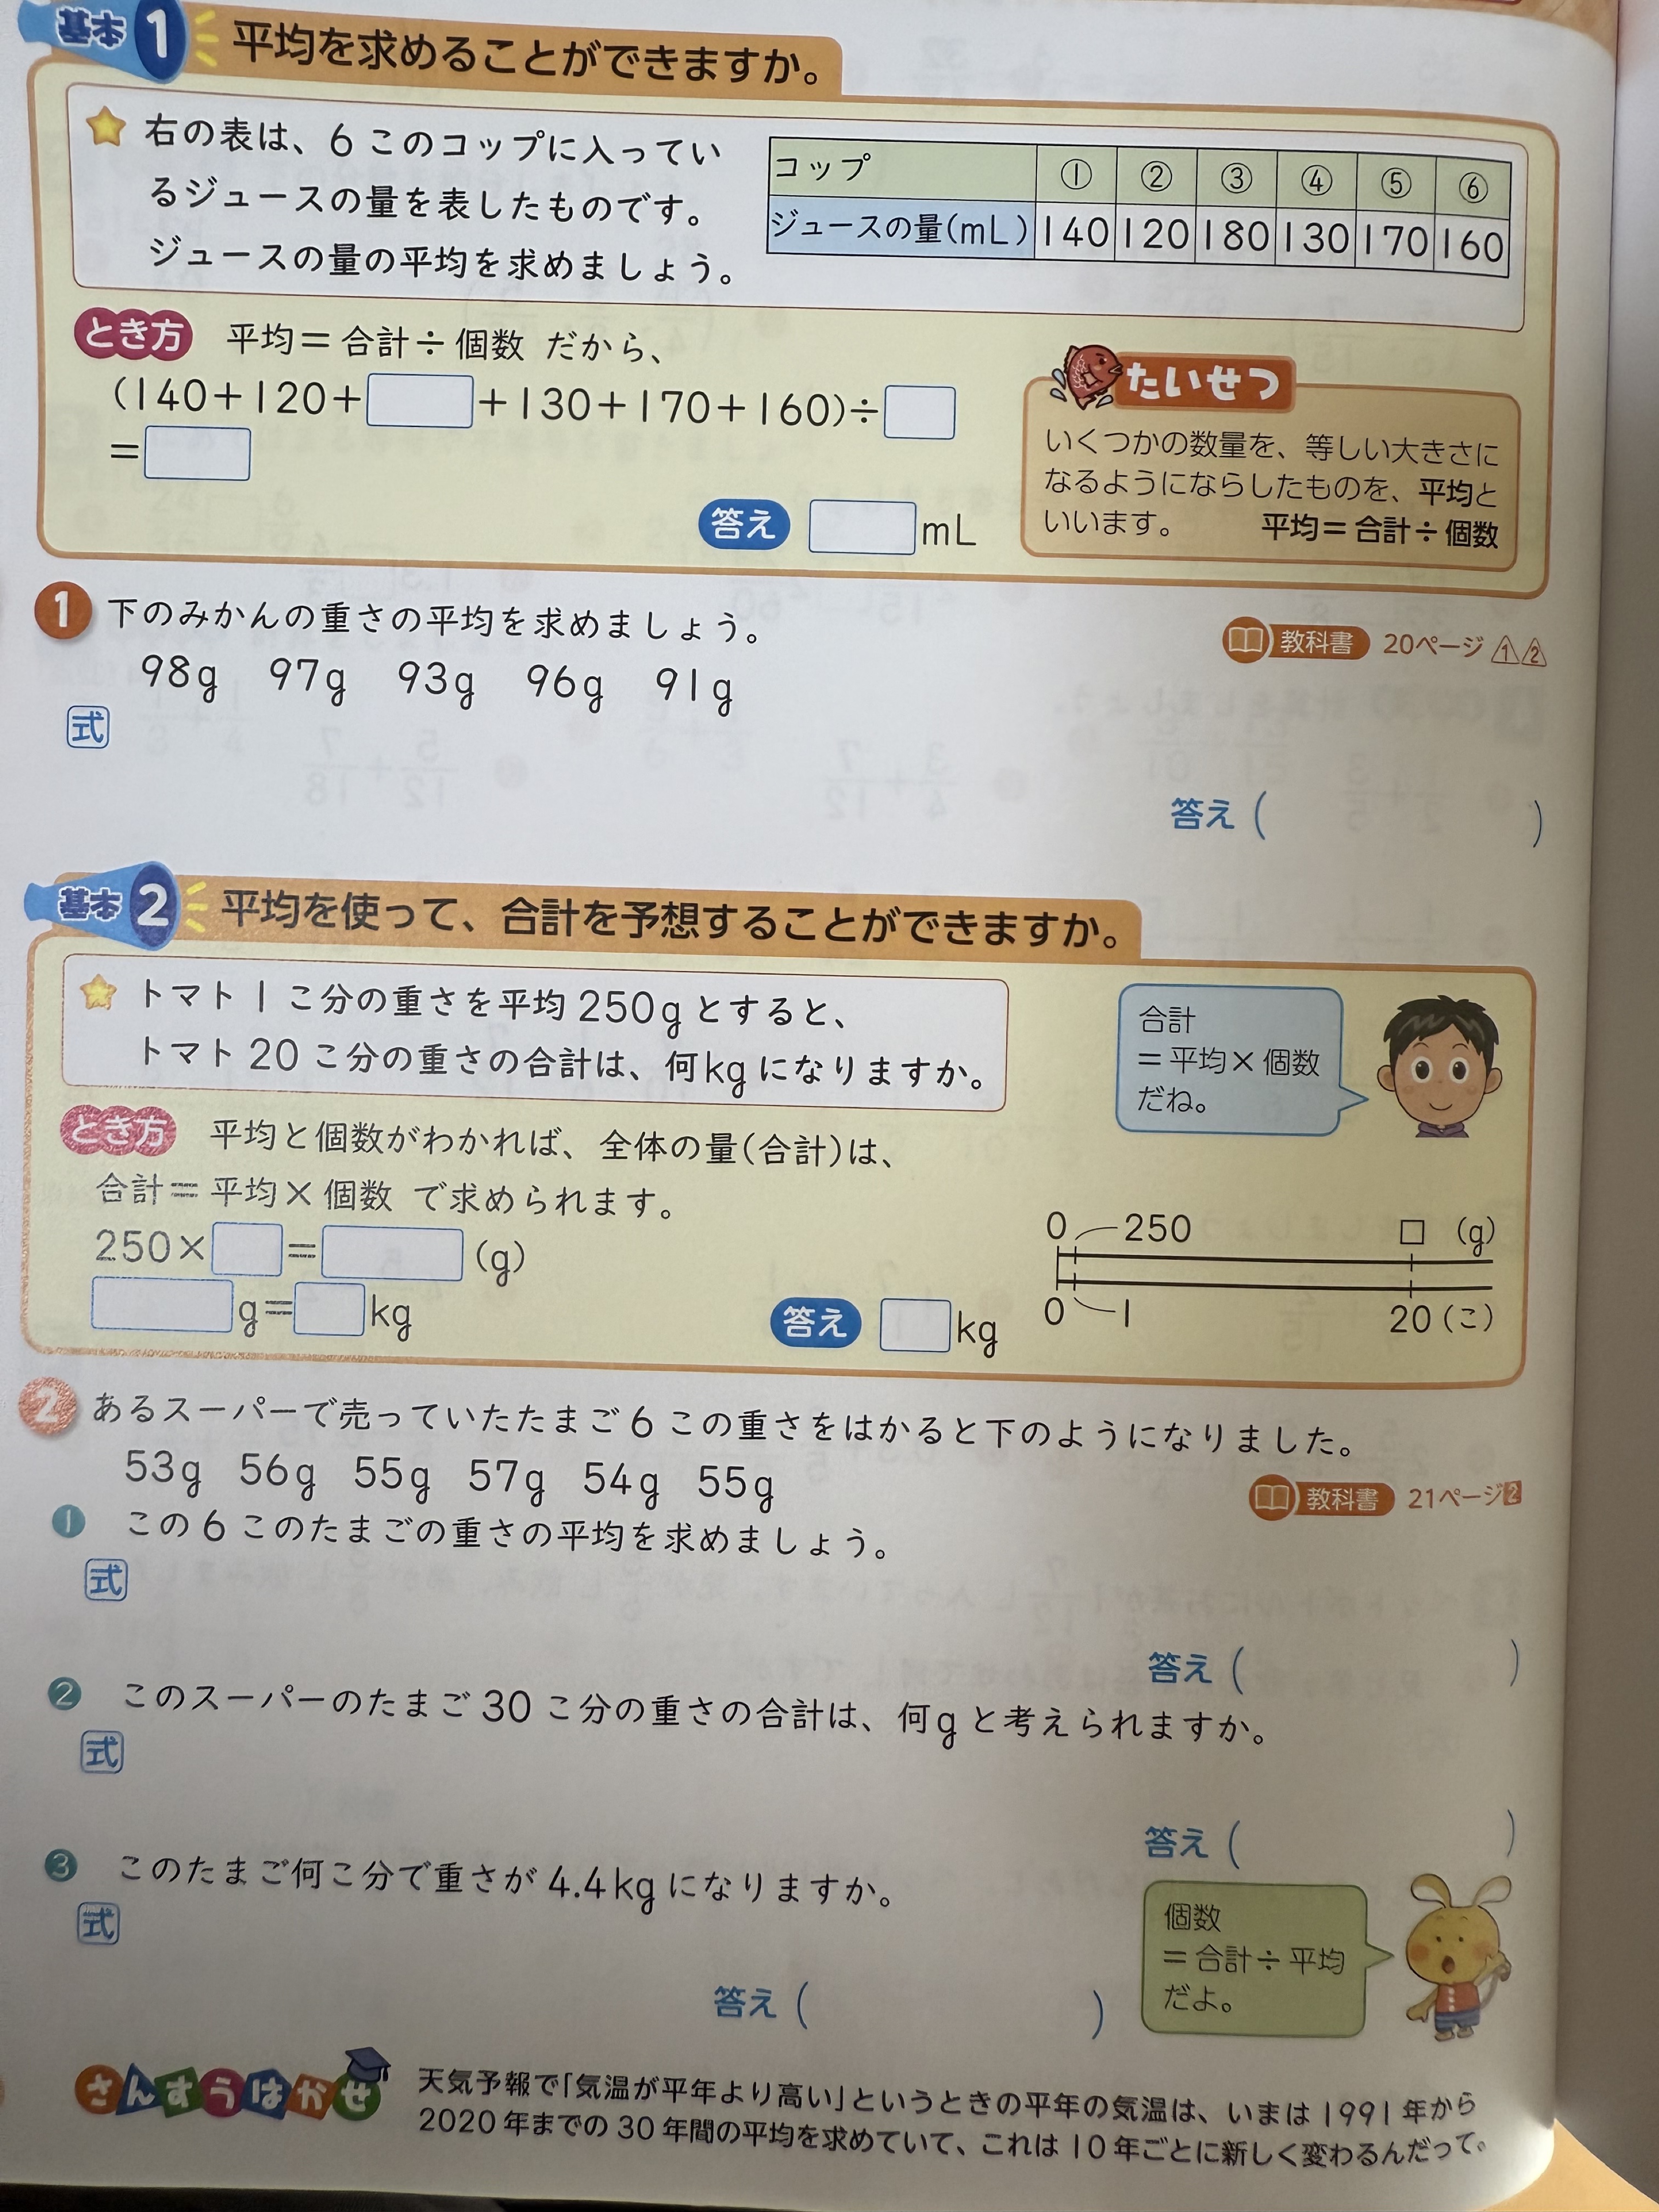 基本 1 平均を求めることができますか。
右の表は、6このコップに入ってい
るジュースの量を表したものです。
ジュースの量の平均を求めましょう。
コップ ① ② ③ ④ ⑤ ⑥
ジュースの量(mL) 140 120 180 130 170 160
とき方 平均=合計÷個数 だから、
(140+120+□+130+170+160)÷□
=□
答え □mL
たいせつ
いくつかの数量を、等しい大きさに
なるようにならしたものを、平均と
いいます。 平均=合計÷個数
1 下のみかんの重さの平均を求めましょう。
教科書 20ページ 1 2
98g 97g 93g 96g 91g
式
答え( )
基本 2 平均を使って、合計を予想することができますか。
トマト1こ分の重さを平均250gとすると、
トマト20こ分の重さの合計は、何kgになりますか。
合計
=平均×個数
だね。
とき方 平均と個数がわかれば、全体の量(合計)は、
合計=平均×個数 で求められます。
250×□=□(g)
□g=□kg
答え □kg
0 250 □ (g)
0 1 20 (こ)
2 あるスーパーで売っていたたまご6この重さをはかると下のようになりました。
53g 56g 55g 57g 54g 55g
教科書 21ページ 2
1 この6このたまごの重さの平均を求めましょう。
式
答え( )
2 このスーパーのたまご30こ分の重さの合計は、何gと考えられますか。
式
答え( )
3 このたまご何こ分で重さが4.4kgになりますか。
式
答え( )
個数
=合計÷平均
だよ。
さんすうはかせ
天気予報で「気温が平年より高い」というときの平年の気温は、いまは1991年から
2020年までの30年間の平均を求めていて、これは10年ごとに新しく変わるんだって。